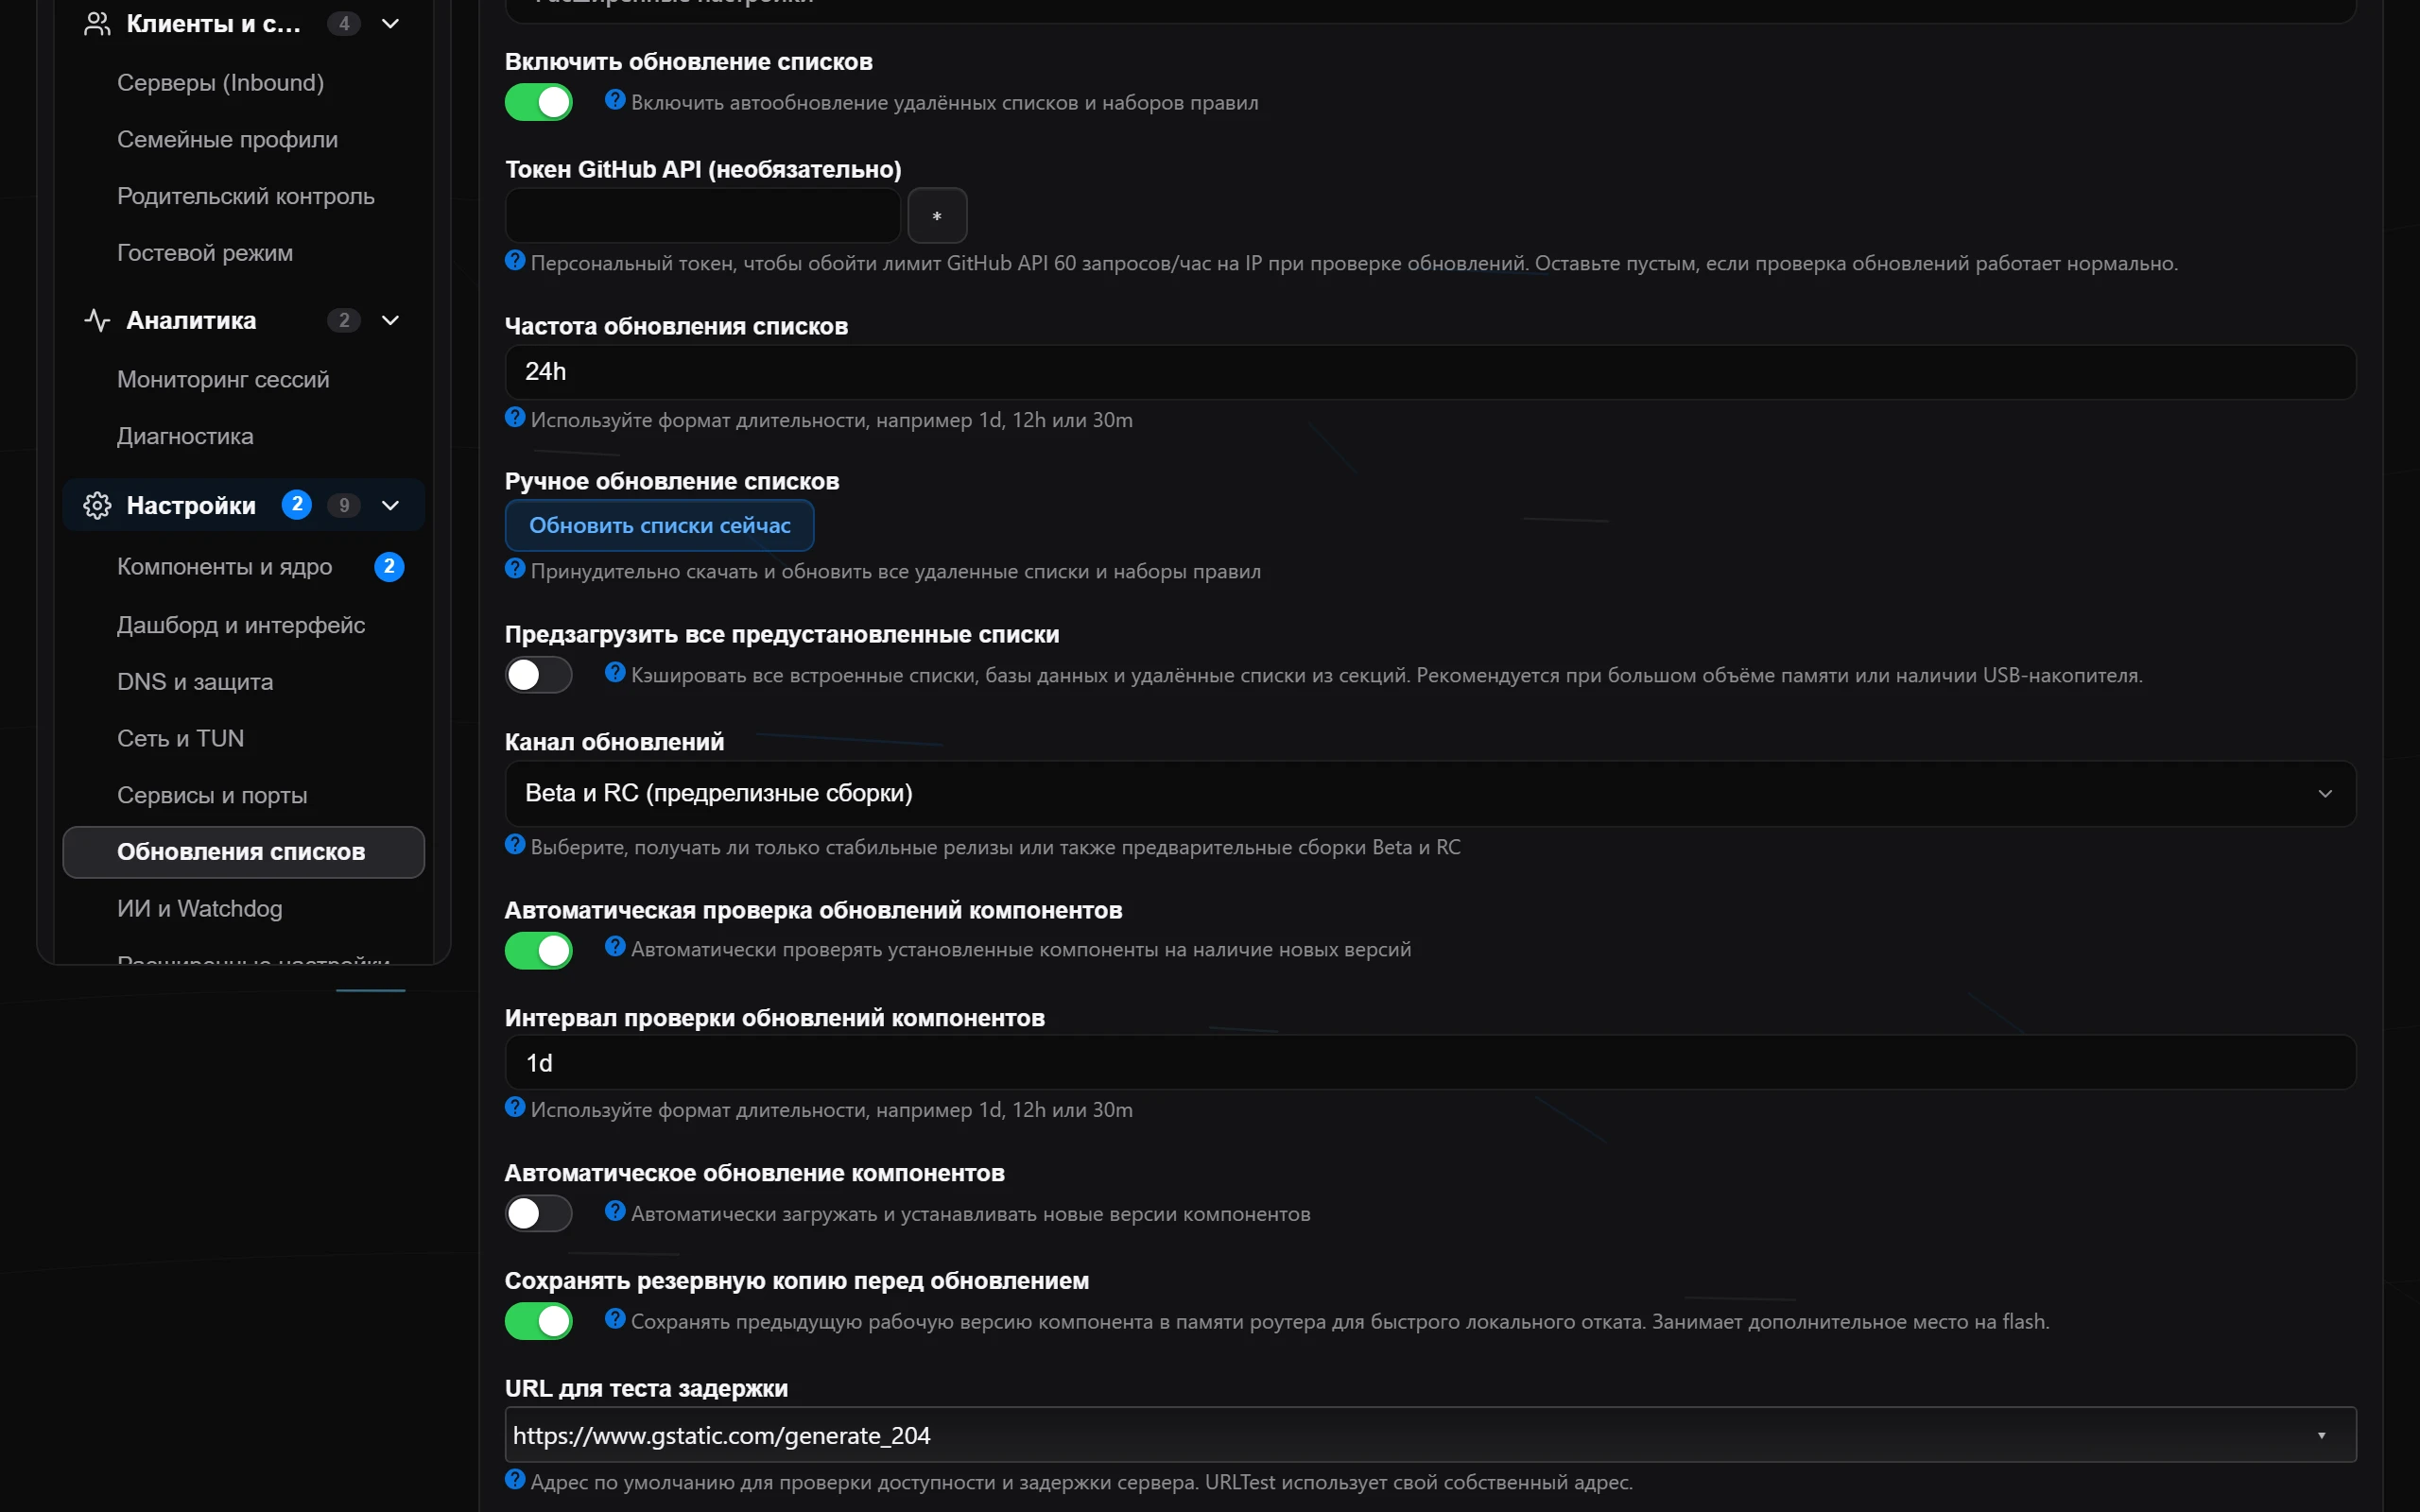 Клиенты и с... 4
Серверы (Inbound)
Семейные профили
Родительский контроль
Гостевой режим
Аналитика 2
Мониторинг сессий
Диагностика
Настройки 2 9
Компоненты и ядро 2
Дашборд и интерфейс
DNS и защита
Сеть и TUN
Сервисы и порты
Обновления списков
ИИ и Watchdog
Расширенные настройки
Расширенные настройки
Включить обновление списков
? Включить автообновление удалённых списков и наборов правил
Токен GitHub API (необязательно)
*
? Персональный токен, чтобы обойти лимит GitHub API 60 запросов/час на IP при проверке обновлений. Оставьте пустым, если проверка обновлений работает нормально.
Частота обновления списков
24h
? Используйте формат длительности, например 1d, 12h или 30m
Ручное обновление списков
Обновить списки сейчас
? Принудительно скачать и обновить все удаленные списки и наборы правил
Предзагрузить все предустановленные списки
? Кэшировать все встроенные списки, базы данных и удалённые списки из секций. Рекомендуется при большом объёме памяти или наличии USB-накопителя.
Канал обновлений
Beta и RC (предрелизные сборки)
? Выберите, получать ли только стабильные релизы или также предварительные сборки Beta и RC
Автоматическая проверка обновлений компонентов
? Автоматически проверять установленные компоненты на наличие новых версий
Интервал проверки обновлений компонентов
1d
? Используйте формат длительности, например 1d, 12h или 30m
Автоматическое обновление компонентов
? Автоматически загружать и устанавливать новые версии компонентов
Сохранять резервную копию перед обновлением
? Сохранять предыдущую рабочую версию компонента в памяти роутера для быстрого локального отката. Занимает дополнительное место на flash.
URL для теста задержки
https://www.gstatic.com/generate_204
? Адрес по умолчанию для проверки доступности и задержки сервера. URLTest использует свой собственный адрес.